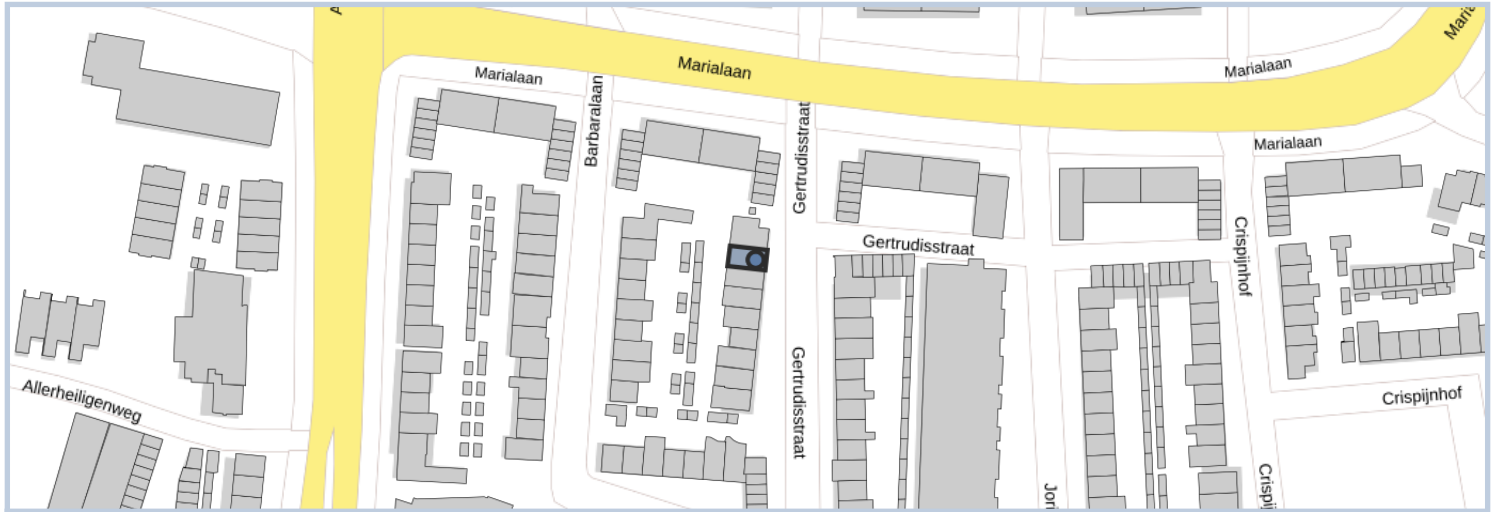 Marialaan
Marialaan
Marialaan
Marialaan
Barbaralaan
Gertrudisstraat
Gertrudisstraat
Crispijnhof
Gertrudisstraat
Allerheiligenweg
Crispijnhof